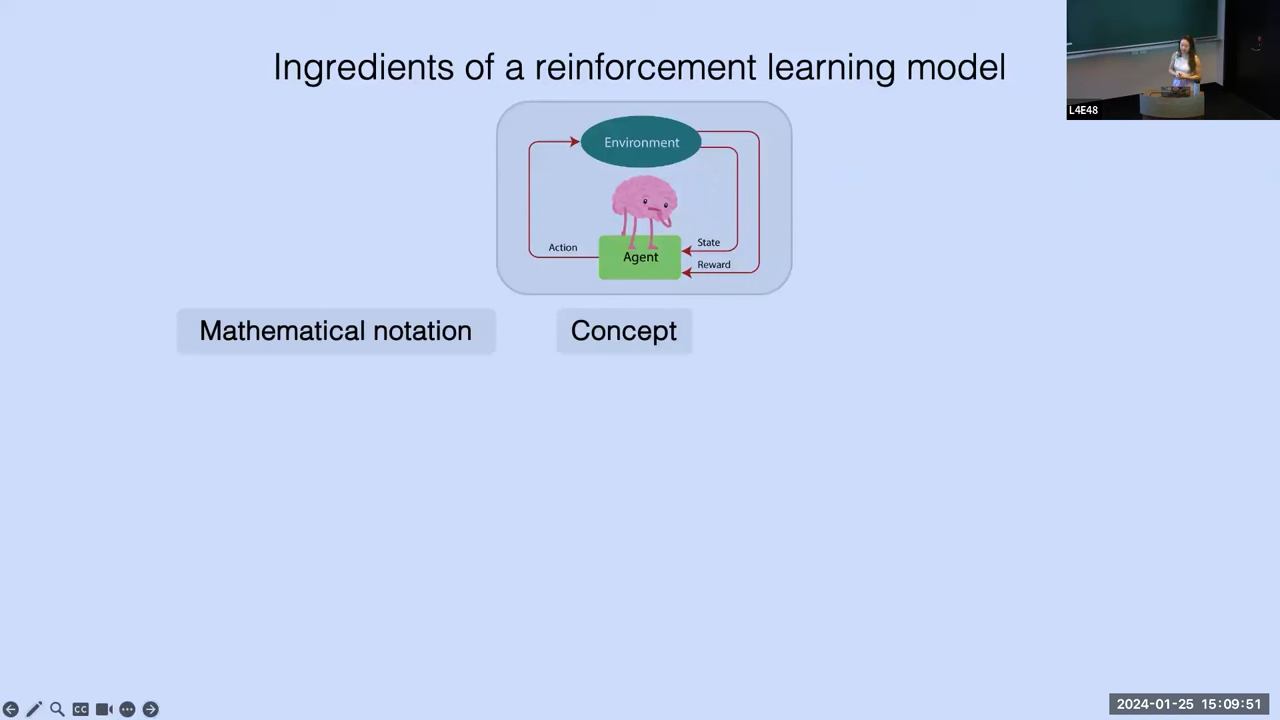 Ingredients of a reinforcement learning model
L4E48
Environment
Action
State
Agent
Reward
Mathematical notation
Concept
CC
2024-01-25 15:09:51